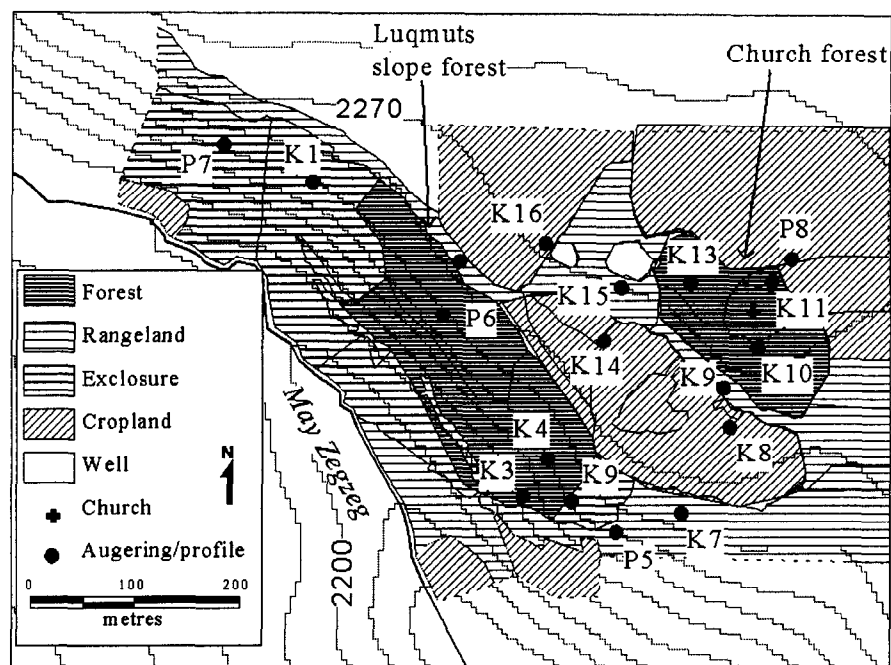 Luqmuts
slope forest
Church forest
2270
P7
K1
K16
P8
K13
K15
K11
P6
K14
K9
K10
K8
K4
K3
K9
K7
P5
May Zegzeg
2200
Forest
Rangeland
Exclosure
Cropland
Well
N
Church
Augering/profile
0 100 200
metres